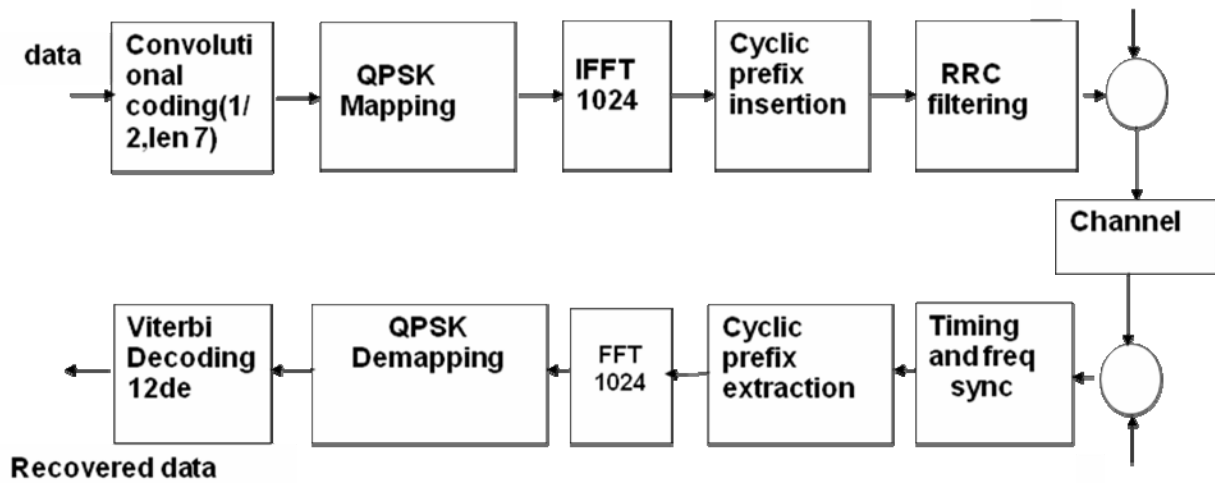 data
Convoluti
onal
coding(1/
2,len 7)
QPSK
Mapping
IFFT
1024
Cyclic
prefix
insertion
RRC
filtering
Channel
Viterbi
Decoding
12de
QPSK
Demapping
FFT
1024
Cyclic
prefix
extraction
Timing
and freq
sync
Recovered data